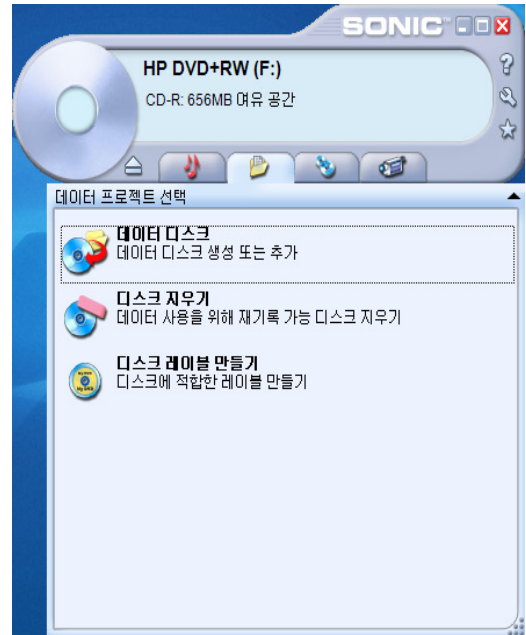 SONIC
HP DVD+RW (F:)
CD-R: 656MB 여유 공간
데이터 프로젝트 선택
데이터 디스크
데이터 디스크 생성 또는 추가
디스크 지우기
데이터 사용을 위해 재기록 가능 디스크 지우기
디스크 레이블 만들기
디스크에 적합한 레이블 만들기